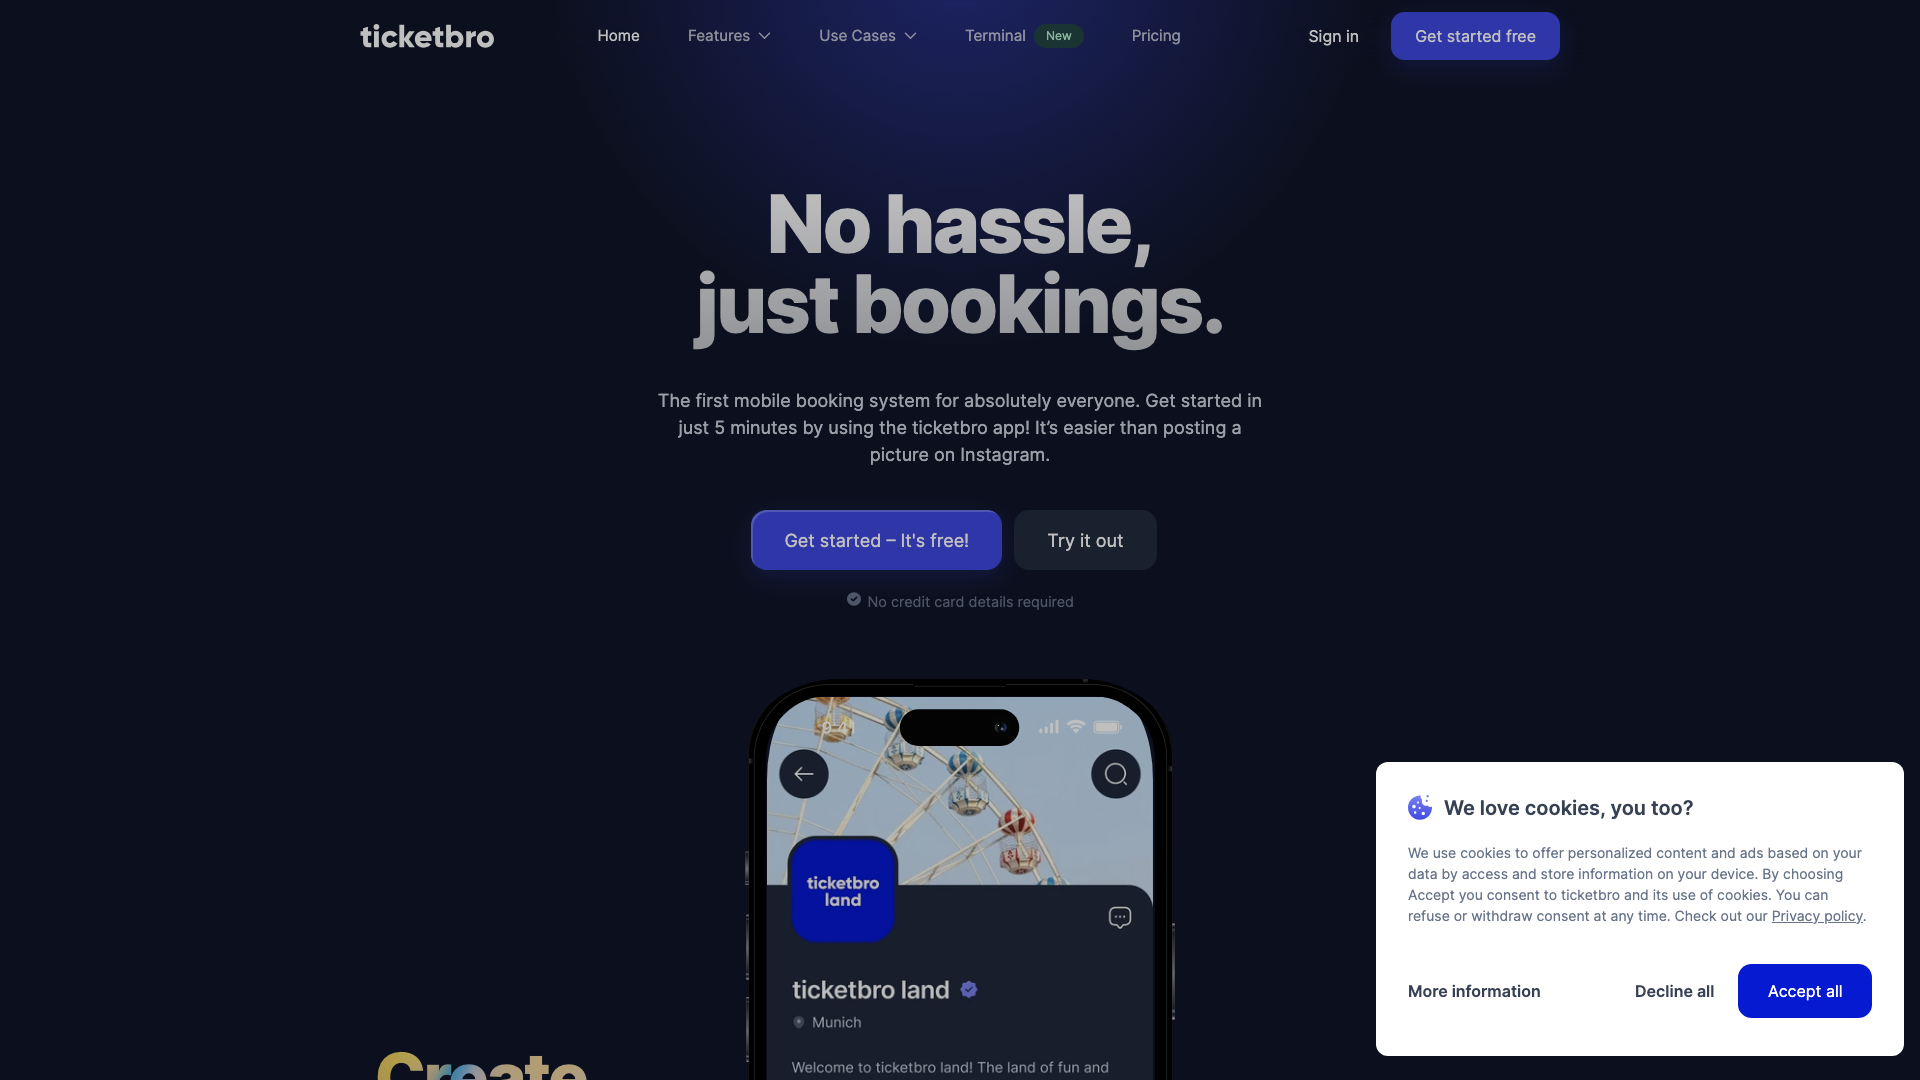 ticketbro
Home
Features
Use Cases
Terminal
New
Pricing
Sign in
Get started free
No hassle,
just bookings.
The first mobile booking system for absolutely everyone. Get started in
just 5 minutes by using the ticketbro app! It’s easier than posting a
picture on Instagram.
Get started – It's free!
Try it out
No credit card details required
9:41
ticketbro
land
ticketbro land
Munich
Welcome to ticketbro land! The land of fun and
Create
We love cookies, you too?
We use cookies to offer personalized content and ads based on your
data by access and store information on your device. By choosing
Accept you consent to ticketbro and its use of cookies. You can
refuse or withdraw consent at any time. Check out our Privacy policy.
More information
Decline all
Accept all